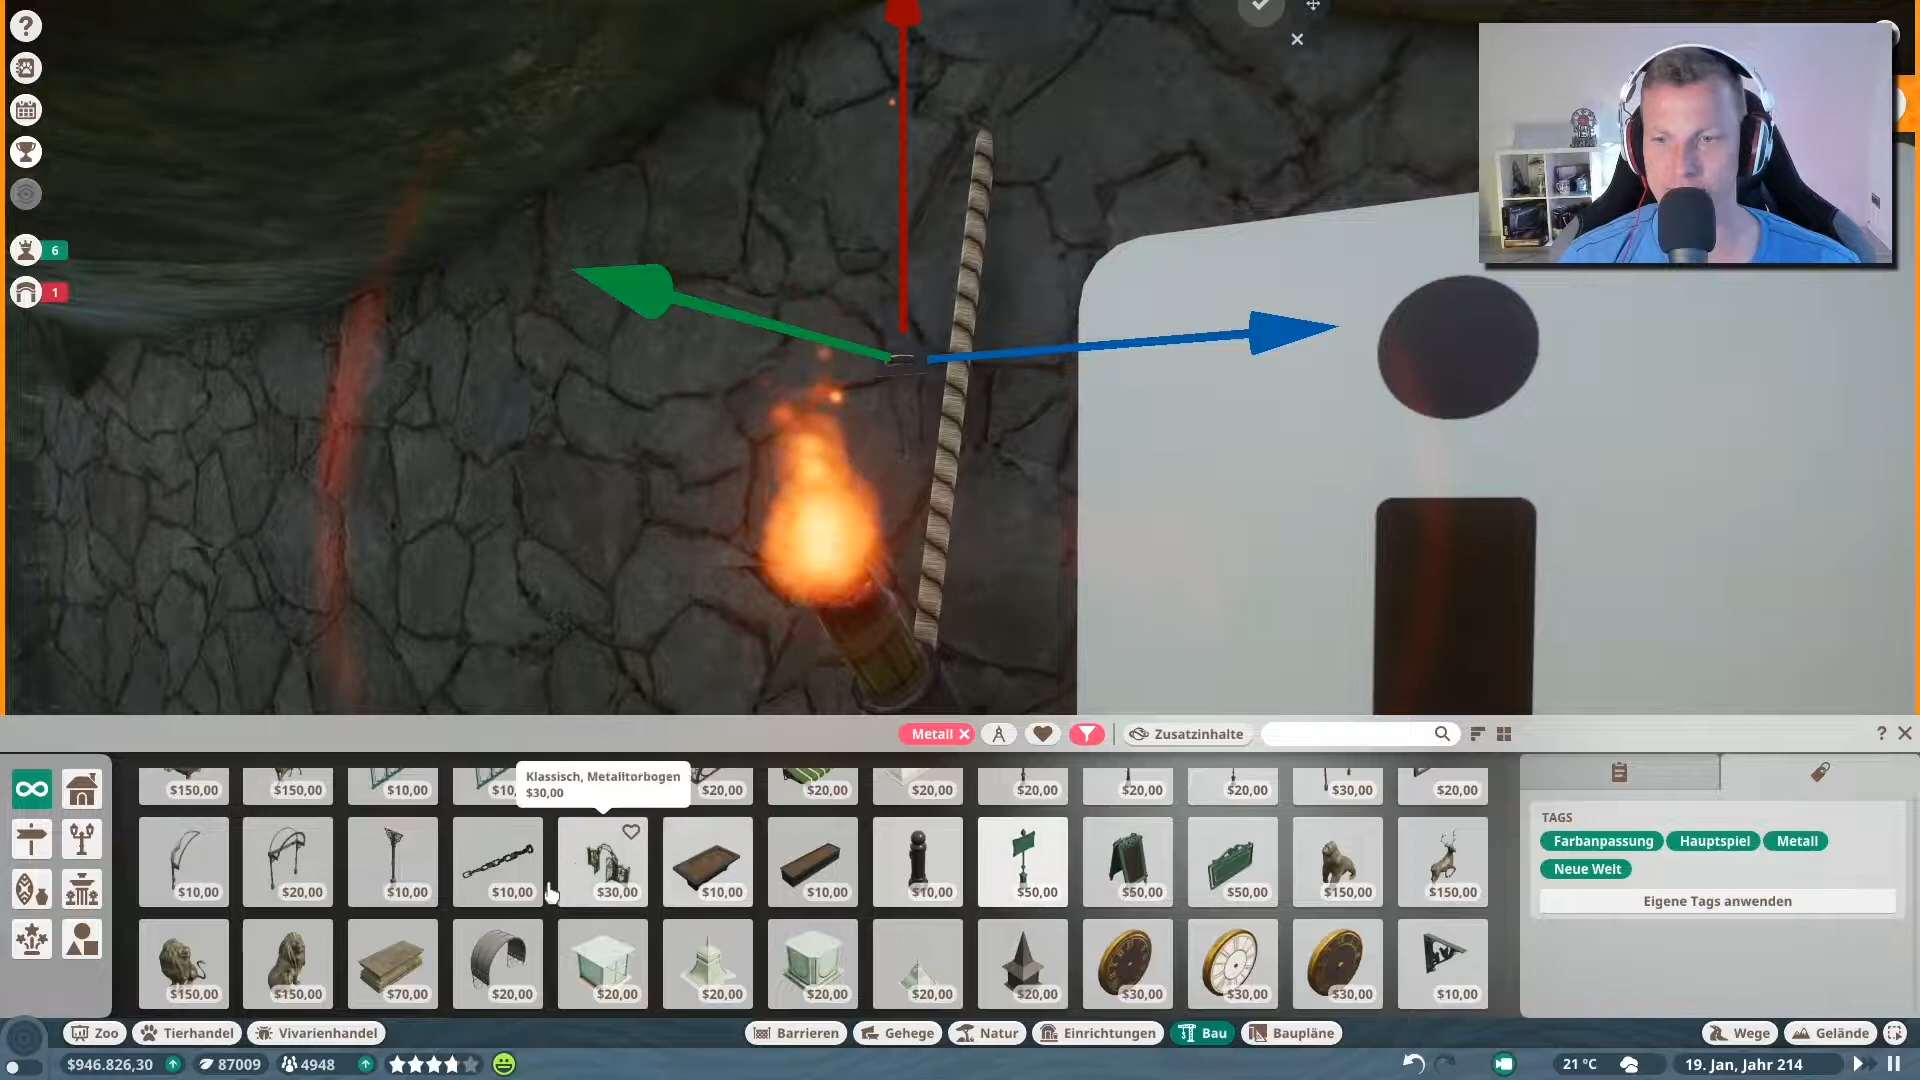 ?
6
1
Metall ✕
Zusatzinhalte
? ✕
Klassisch, Metalltorbogen
$30,00
$150,00 $150,00 $10,00 $10, $20,00 $20,00 $20,00 $20,00 $20,00 $20,00 $30,00 $20,00
$10,00 $20,00 $10,00 $10,00 $30,00 $10,00 $10,00 $10,00 $50,00 $50,00 $50,00 $150,00 $150,00
$150,00 $150,00 $70,00 $20,00 $20,00 $20,00 $20,00 $20,00 $20,00 $30,00 $30,00 $30,00 $10,00
TAGS
Farbanpassung Hauptspiel Metall
Neue Welt
Eigene Tags anwenden
Zoo Tierhandel Vivarienhandel Barrieren Gehege Natur Einrichtungen Bau Baupläne Wege Gelände
$946.826,30 87009 4948 21 °C 19. Jan, Jahr 214